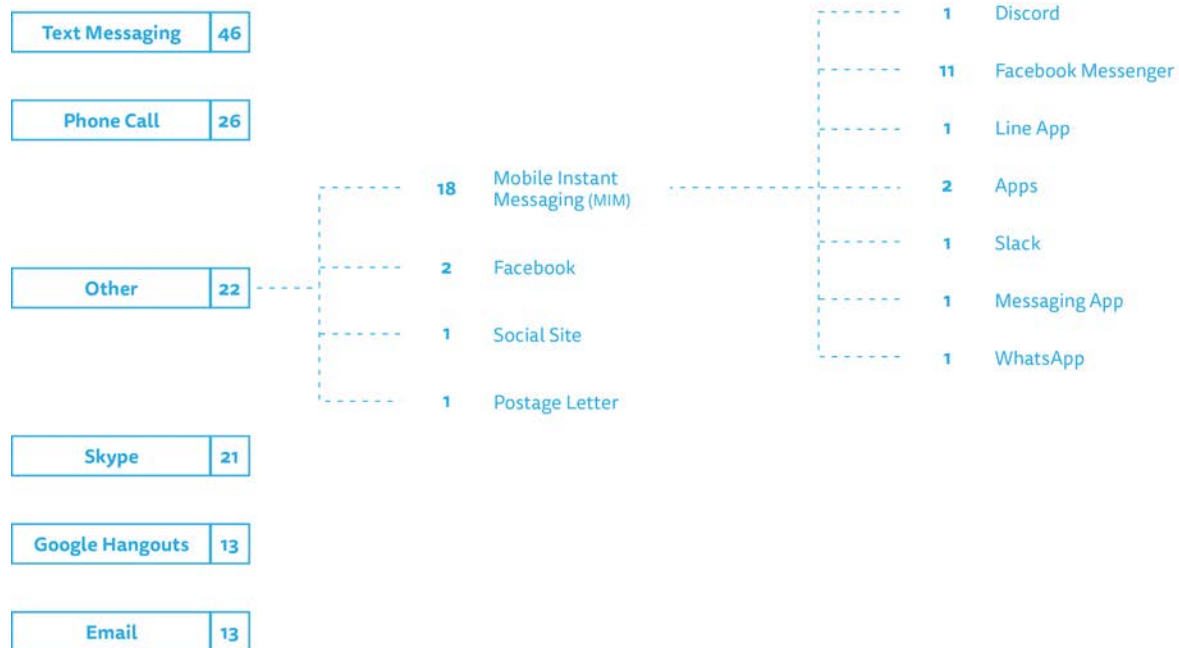 Text Messaging 46
Phone Call 26
Other 22
18 Mobile Instant
Messaging (MIM)
2 Facebook
1 Social Site
1 Postage Letter
1 Discord
11 Facebook Messenger
1 Line App
2 Apps
1 Slack
1 Messaging App
1 WhatsApp
Skype 21
Google Hangouts 13
Email 13